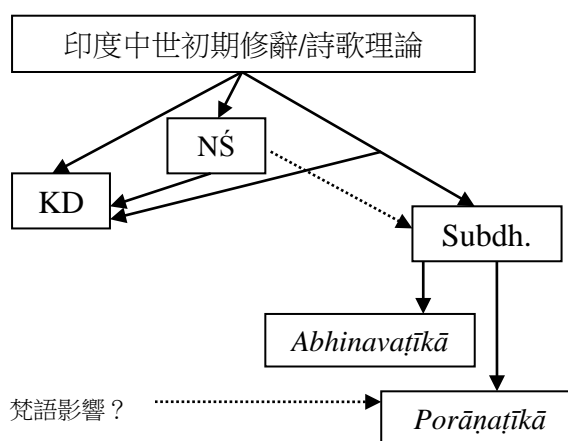 印度中世初期修辭/詩歌理論
NŚ
KD
Subdh.
Abhinavaṭīkā
梵語影響？
Porāṇaṭīkā